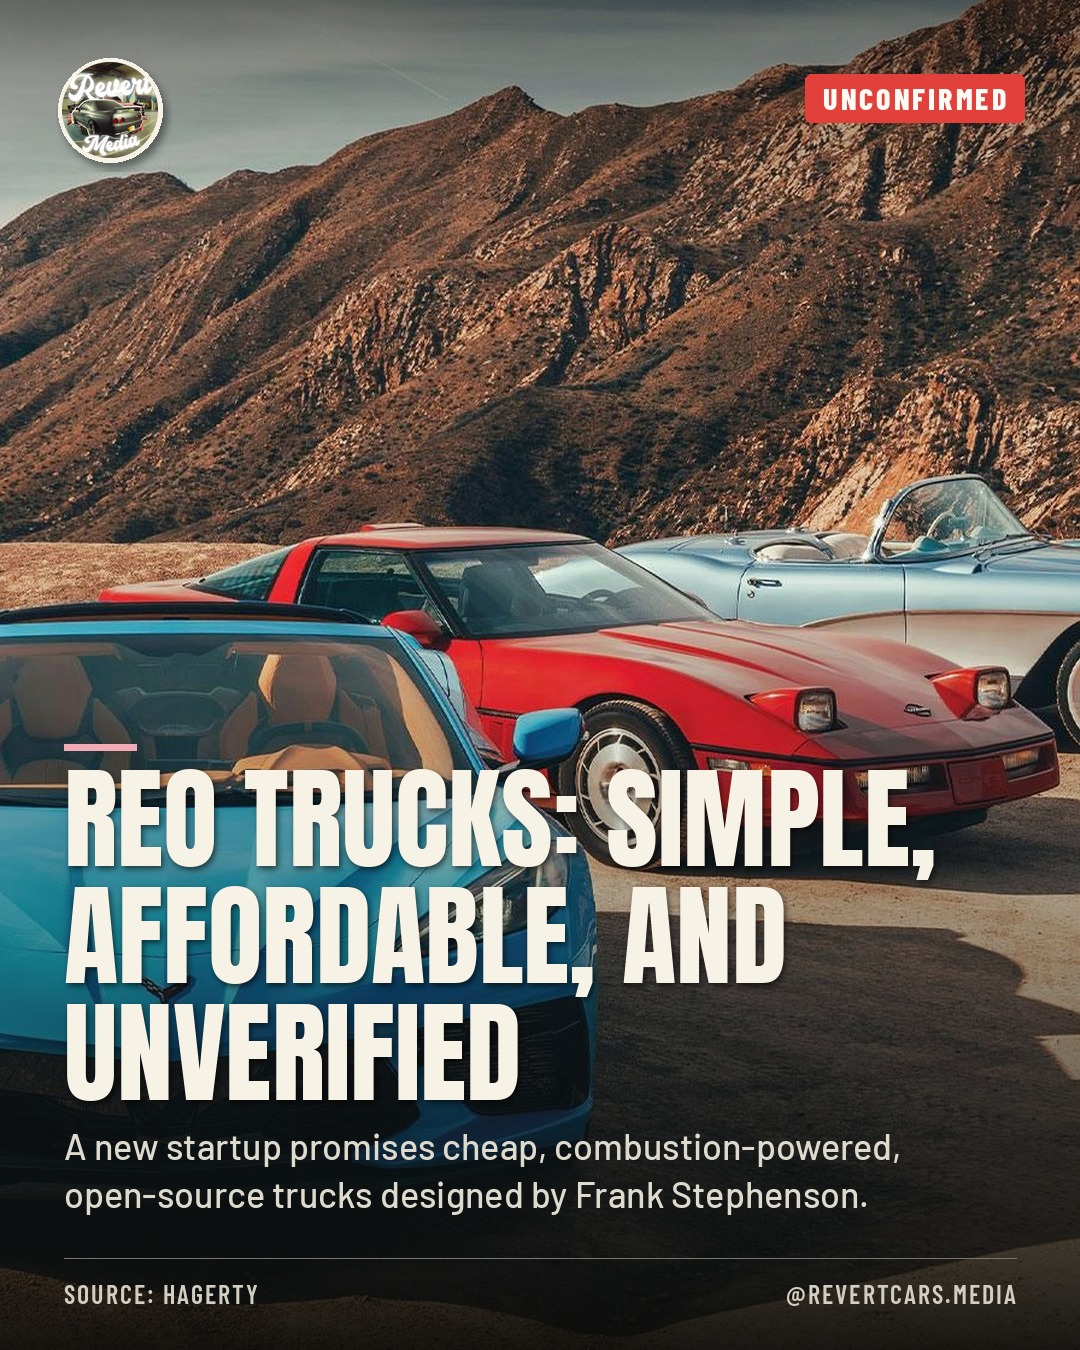 Revert
Media
UNCONFIRMED
REO TRUCKS: SIMPLE,
AFFORDABLE, AND
UNVERIFIED
A new startup promises cheap, combustion-powered,
open-source trucks designed by Frank Stephenson.
SOURCE: HAGERTY
@REVERTCARS.MEDIA